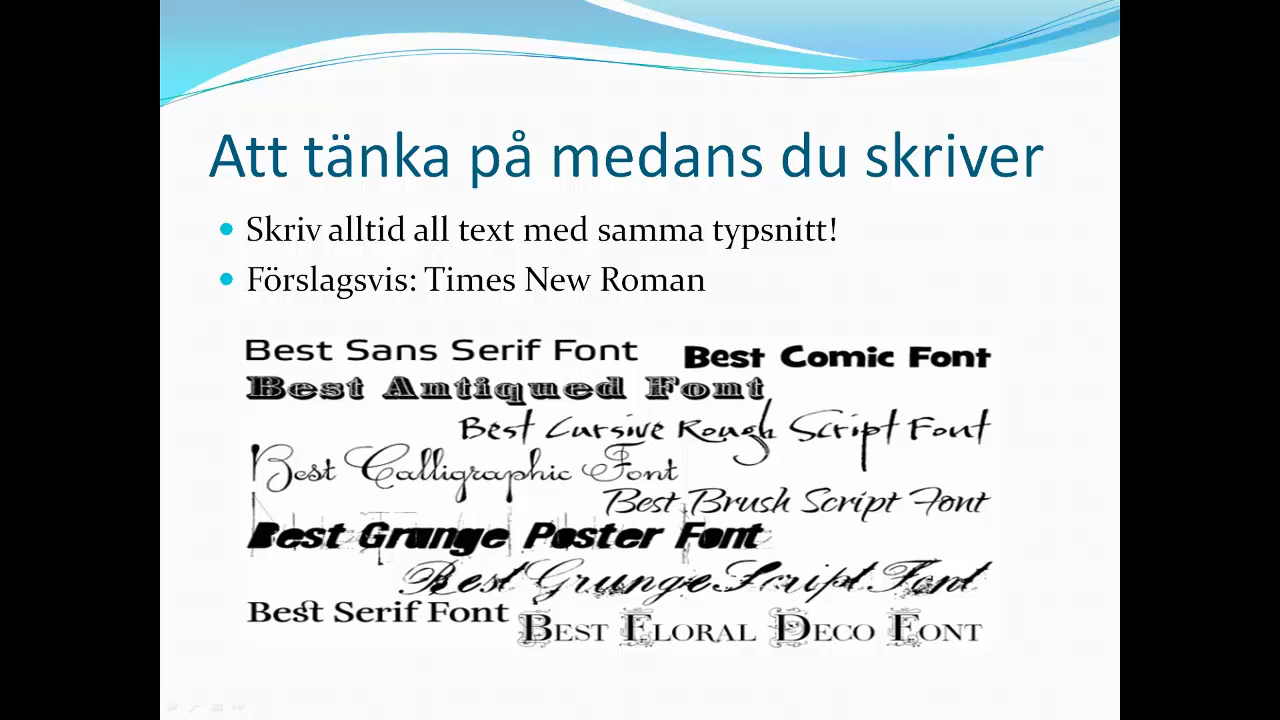 Att tänka på medans du skriver
Skriv alltid all text med samma typsnitt!
Förslagsvis: Times New Roman
Best Sans Serif Font
Best Comic Font
Best Antiqued Font
Best Cursive Rough Script Font
Best Calligraphic Font
Best Brush Script Font
Best Grunge Poster Font
Best Grunge Script Font
Best Serif Font
Best Floral Deco Font